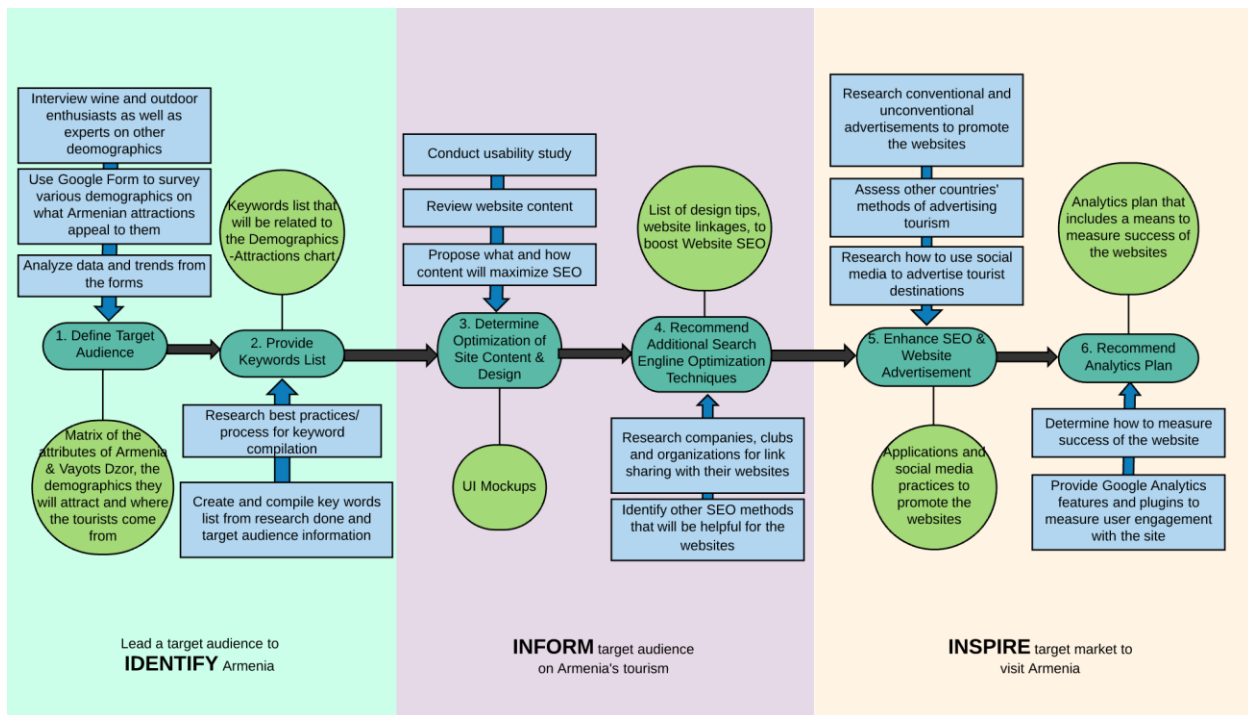 Interview wine and outdoor
enthusiasts as well as
experts on other
deomographics
Use Google Form to survey
various demographics on
what Armenian attractions
appeal to them
Analyze data and trends from
the forms
Keywords list that
will be related to
the Demographics
-Attractions chart
1. Define Target
Audience
2. Provide
Keywords List
Matrix of the
attributes of Armenia
& Vayots Dzor, the
demographics they
will attract and where
the tourists come
from
Research best practices/
process for keyword
compilation
Create and compile key words
list from research done and
target audience information
Lead a target audience to
IDENTIFY Armenia
Conduct usability study
Review website content
Propose what and how
content will maximize SEO
List of design tips,
website linkages, to
boost Website SEO
3. Determine
Optimization of
Site Content &
Design
4. Recommend
Additional Search
Engline Optimization
Techniques
UI Mockups
Research companies, clubs
and organizations for link
sharing with their websites
Identify other SEO methods
that will be helpful for the
websites
INFORM target audience
on Armenia's tourism
Research conventional and
unconventional
advertisements to promote
the websites
Assess other countries'
methods of advertising
tourism
Research how to use social
media to advertise tourist
destinations
Analytics plan that
includes a means to
measure success of
the websites
5. Enhance SEO &
Website
Advertisement
6. Recommend
Analytics Plan
Applications and
social media
practices to
promote the
websites
Determine how to measure
success of the website
Provide Google Analytics
features and plugins to
measure user engagement
with the site
INSPIRE target market to
visit Armenia